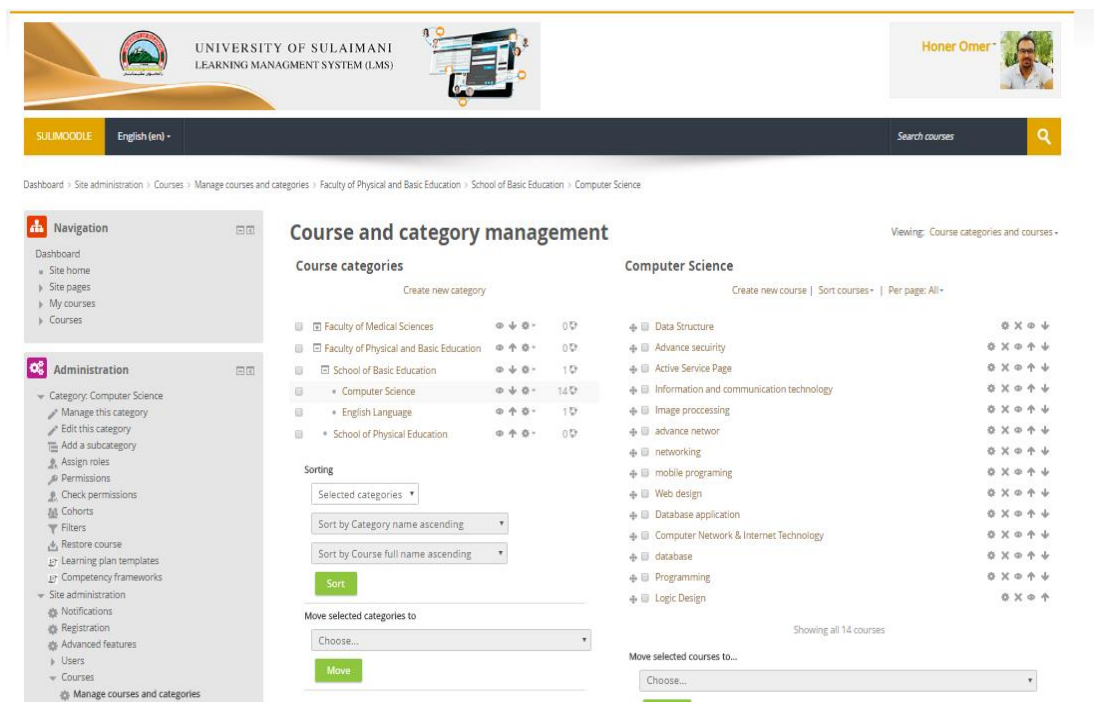 UNIVERSITY OF SULAIMANI
LEARNING MANAGMENT SYSTEM (LMS)
Honer Omer
SULIMOODLE
English (en)
Search courses
Dashboard > Site administration > Courses > Manage courses and categories > Faculty of Physical and Basic Education > School of Basic Education > Computer Science
Navigation
Dashboard
Site home
Site pages
My courses
Courses
Administration
Category: Computer Science
Manage this category
Edit this category
Add a subcategory
Assign roles
Permissions
Check permissions
Cohorts
Filters
Restore course
Learning plan templates
Competency frameworks
Site administration
Notifications
Registration
Advanced features
Users
Courses
Manage courses and categories
Course and category management
Viewing: Course categories and courses
Course categories
Create new category
Faculty of Medical Sciences 0
Faculty of Physical and Basic Education 0
School of Basic Education 1
Computer Science 14
English Language 1
School of Physical Education 0
Sorting
Selected categories
Sort by Category name ascending
Sort by Course full name ascending
Sort
Move selected categories to
Choose...
Move
Computer Science
Create new course | Sort courses | Per page: All
Data Structure
Advance secuirity
Active Service Page
Information and communication technology
Image proccessing
advance networ
networking
mobile programing
Web design
Database application
Computer Network & Internet Technology
database
Programming
Logic Design
Showing all 14 courses
Move selected courses to...
Choose...